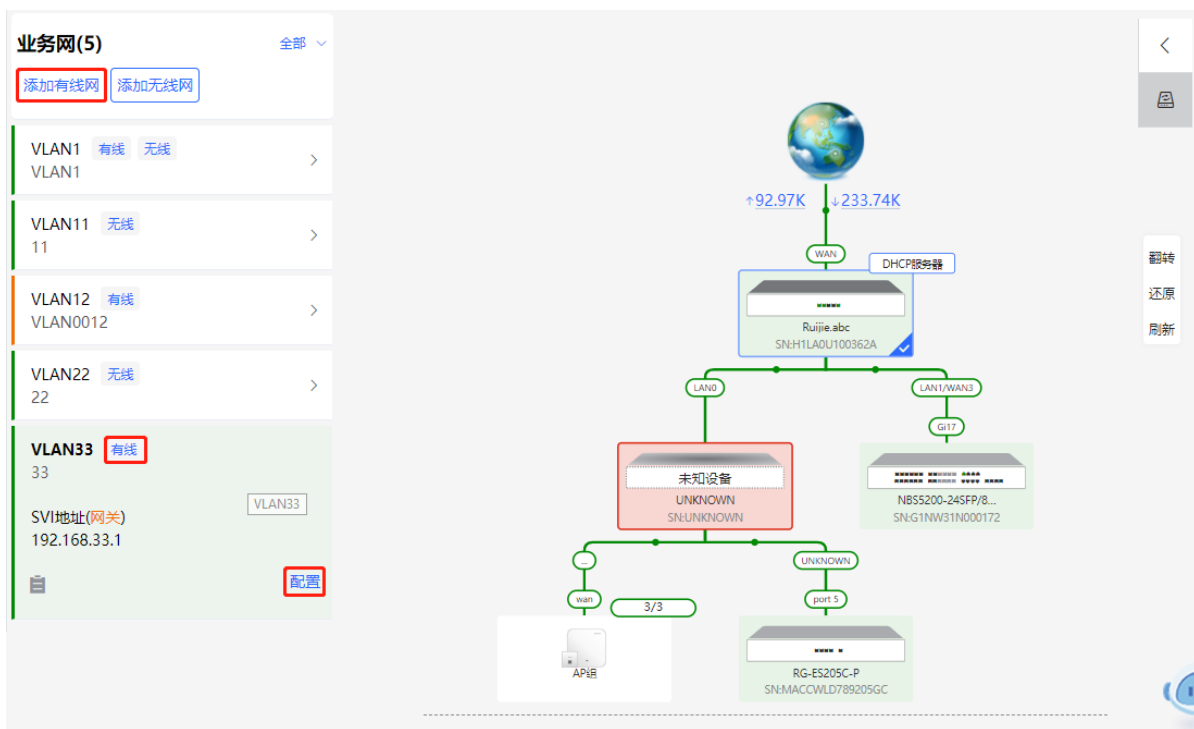 业务网(5)
全部
添加有线网
添加无线网
VLAN1 有线 无线
VLAN1
VLAN11 无线
11
VLAN12 有线
VLAN0012
VLAN22 无线
22
VLAN33 有线
33
VLAN33
SVI地址(网关)
192.168.33.1
配置
↑92.97K ↓233.74K
WAN
DHCP服务器
Ruijie.abc
SN:H1LA0U100362A
LAN0
LAN1/WAN3
Gi17
未知设备
UNKNOWN
SN:UNKNOWN
NBS5200-24SFP/8...
SN:G1NW31N000172
...
UNKNOWN
wan
3/3
port 5
AP组
RG-ES205C-P
SN:MACCWLD789205GC
翻转
还原
刷新